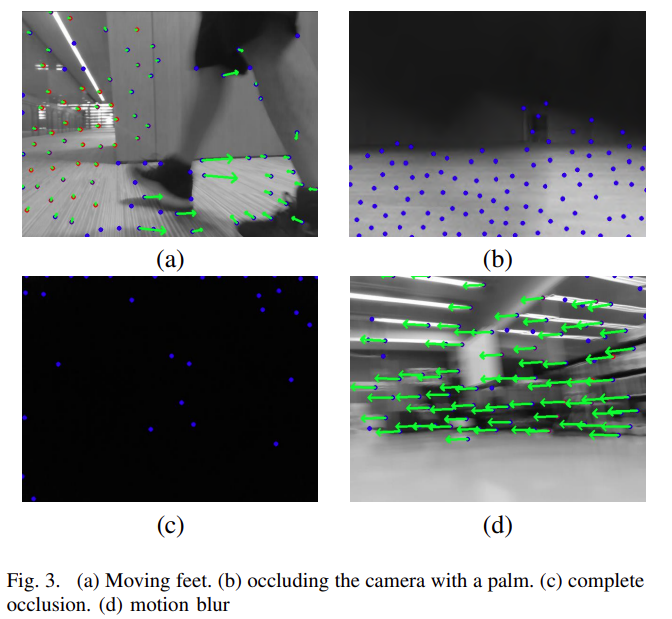 (a)
(b)
(c)
(d)
Fig. 3. (a) Moving feet. (b) occluding the camera with a palm. (c) complete
occlusion. (d) motion blur